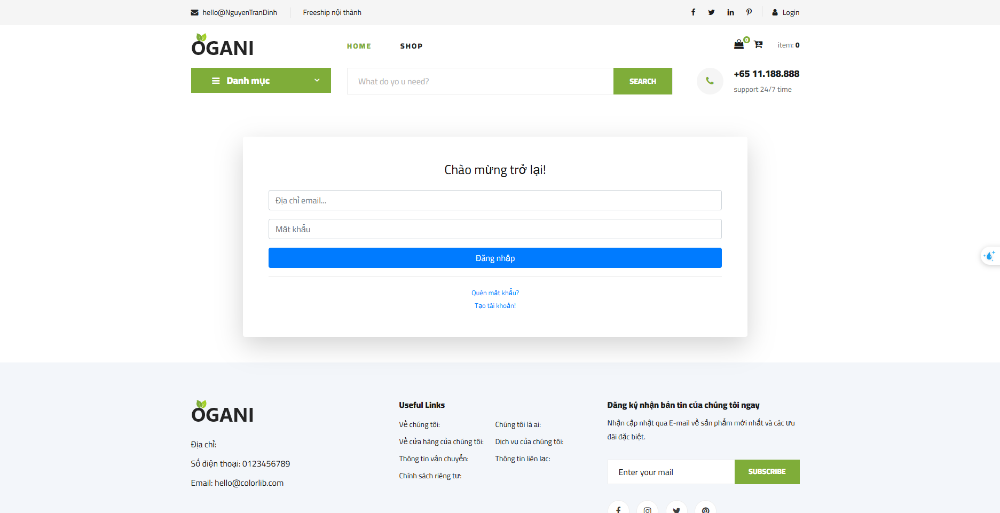 hello@NguyenTranDinh
Freeship nội thành
Login
OGANI
HOME
SHOP
0
item: 0
Danh mục
What do yo u need?
SEARCH
+65 11.188.888
support 24/7 time
Chào mừng trở lại!
Địa chỉ email...
Mật khẩu
Đăng nhập
Quên mật khẩu?
Tạo tài khoản!
OGANI
Địa chỉ:
Số điện thoại: 0123456789
Email: hello@colorlib.com
Useful Links
Về chúng tôi:
Về cửa hàng của chúng tôi:
Thông tin vận chuyển:
Chính sách riêng tư:
Chúng tôi là ai:
Dịch vụ của chúng tôi:
Thông tin liên lạc:
Đăng ký nhận bản tin của chúng tôi ngay
Nhận cập nhật qua E-mail về sản phẩm mới nhất và các ưu
đãi đặc biệt.
Enter your mail
SUBSCRIBE